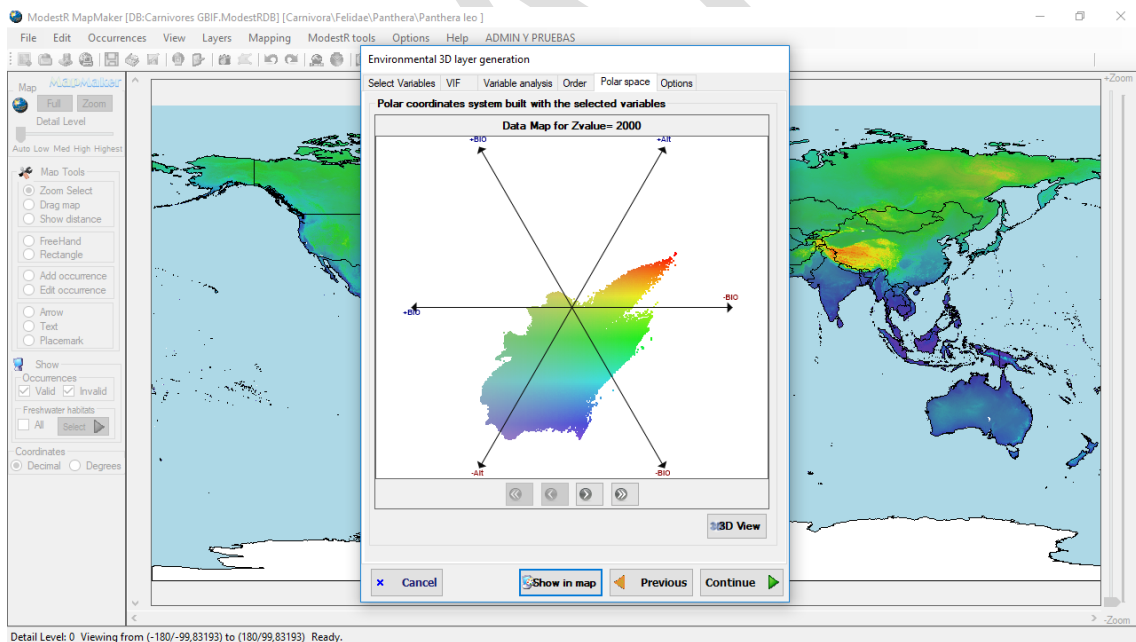 ModestR MapMaker [DB:Carnivores GBIF.ModestRDB] [Carnivora\Felidae\Panthera\Panthera leo ]
File Edit Occurrences View Layers Mapping ModestR tools Options Help ADMIN Y PRUEBAS
Map MapMaker
Full Zoom
Detail Level
Auto Low Med High Highest
Map Tools
Zoom Select
Drag map
Show distance
FreeHand
Rectangle
Add occurrence
Edit occurrence
Arrow
Text
Placemark
Show
Occurrences
Valid Invalid
Freshwater habitats
All Select
Coordinates
Decimal Degrees
Environmental 3D layer generation
Select Variables VIF Variable analysis Order Polar space Options
Polar coordinates system built with the selected variables
Data Map for Zvalue= 2000
+BIO +Alt
+BIO -BIO
-Alt -BIO
3D View
Cancel Show in map Previous Continue
+Zoom
-Zoom
Detail Level: 0 Viewing from (-180/-99,83193) to (180/99,83193) Ready.